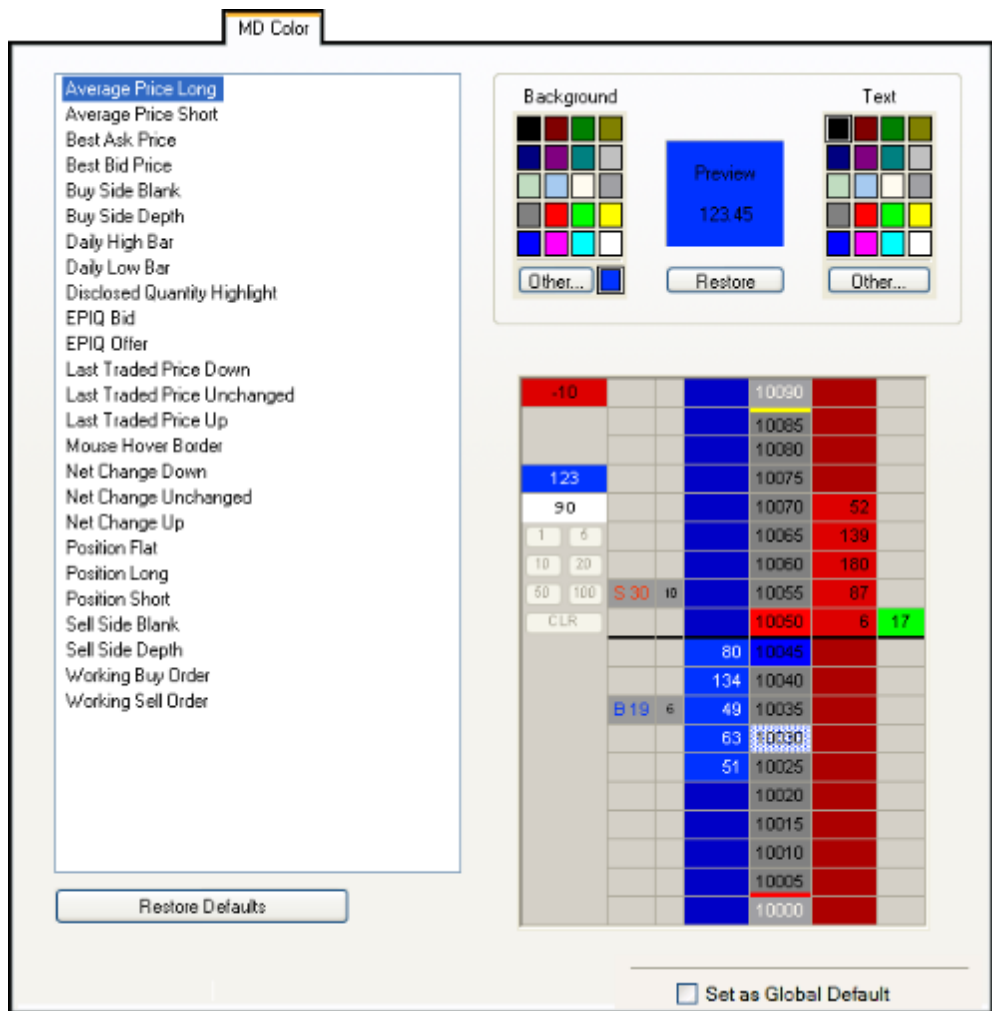 MD Color
Average Price Long
Average Price Short
Best Ask Price
Best Bid Price
Buy Side Blank
Buy Side Depth
Daily High Bar
Daily Low Bar
Disclosed Quantity Highlight
EPIQ Bid
EPIQ Offer
Last Traded Price Down
Last Traded Price Unchanged
Last Traded Price Up
Mouse Hover Border
Net Change Down
Net Change Unchanged
Net Change Up
Position Flat
Position Long
Position Short
Sell Side Blank
Sell Side Depth
Working Buy Order
Working Sell Order
Restore Defaults
Background Text
Preview
123.45
Other... Restore Other...
-10 10090
10085
10080
123 10075
90 10070 52
1 5 10065 139
10 20 10060 180
50 100 S 30 10 10055 87
CLR 10050 6 17
80 10045
134 10040
B 19 6 49 10035
63 10030
51 10025
10020
10015
10010
10005
10000
Set as Global Default